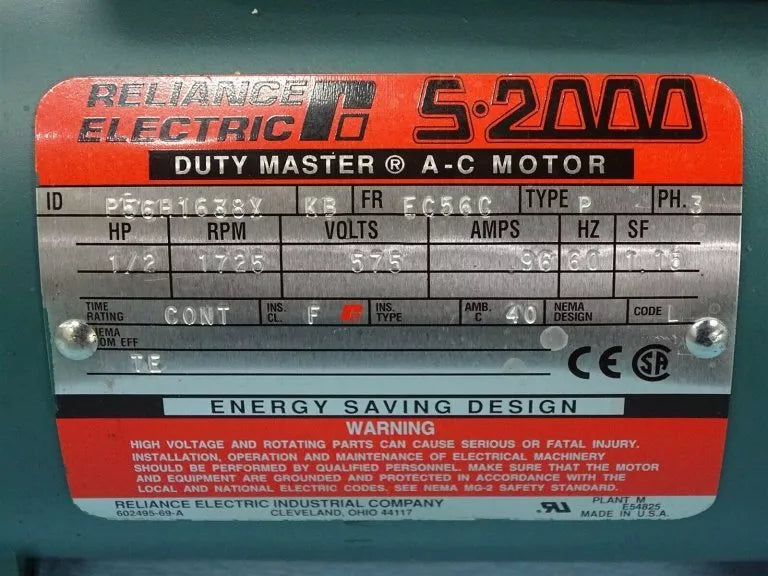 RELIANCE
ELECTRIC
S·2000
DUTY MASTER ® A-C MOTOR
ID P56H1638X KB FR EC56C TYPE P PH. 3
HP RPM VOLTS AMPS HZ SF
1/2 1725 575 .96 60 1.15
TIME RATING CONT INS. CL. F INS. TYPE AMB. C 40 NEMA DESIGN CODE L
NEMA NOM EFF
TE
CE SA
ENERGY SAVING DESIGN
WARNING
HIGH VOLTAGE AND ROTATING PARTS CAN CAUSE SERIOUS OR FATAL INJURY.
INSTALLATION, OPERATION AND MAINTENANCE OF ELECTRICAL MACHINERY
SHOULD BE PERFORMED BY QUALIFIED PERSONNEL. MAKE SURE THAT THE MOTOR
AND EQUIPMENT ARE GROUNDED AND PROTECTED IN ACCORDANCE WITH THE
LOCAL AND NATIONAL ELECTRIC CODES. SEE NEMA MG-2 SAFETY STANDARD.
RELIANCE ELECTRIC INDUSTRIAL COMPANY
602495-69-A CLEVELAND, OHIO 44117
PLANT M
E54825
MADE IN U.S.A.